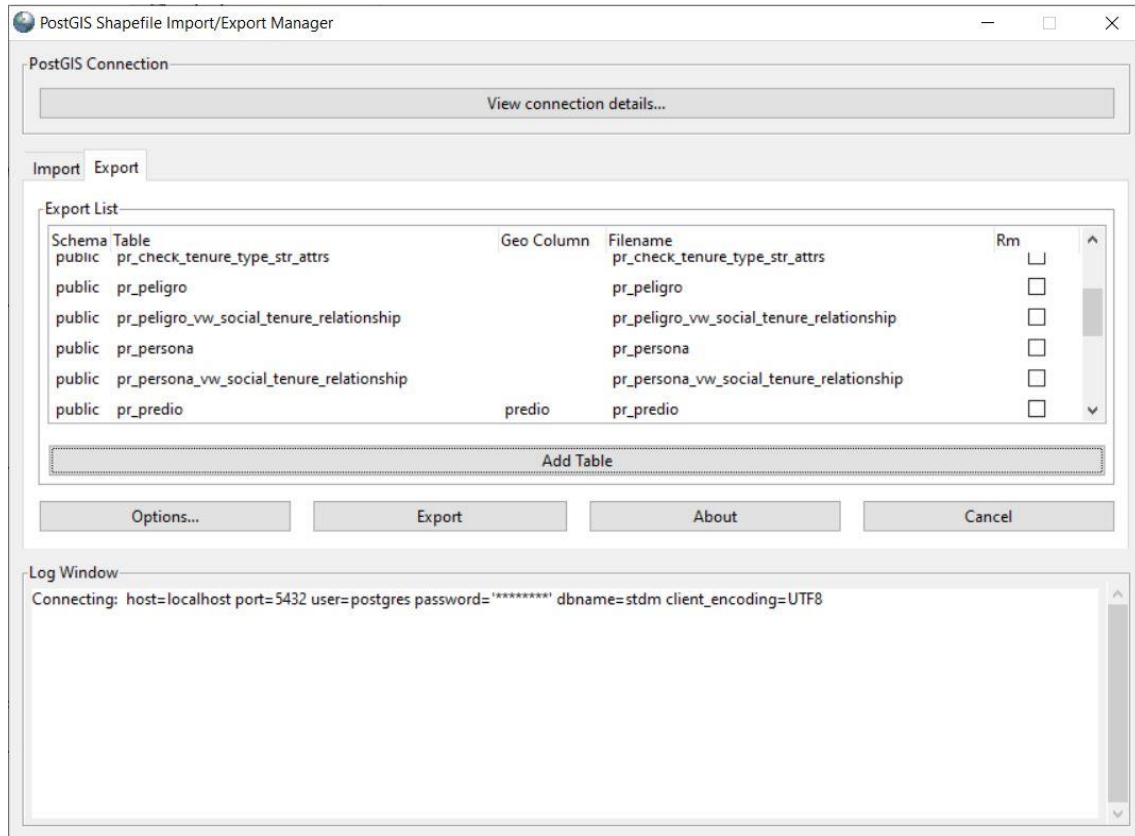 PostGIS Shapefile Import/Export Manager
PostGIS Connection
View connection details...
Import Export
Export List
Schema Table Geo Column Filename Rm
public pr_check_tenure_type_str_attrs pr_check_tenure_type_str_attrs
public pr_peligro pr_peligro
public pr_peligro_vw_social_tenure_relationship pr_peligro_vw_social_tenure_relationship
public pr_persona pr_persona
public pr_persona_vw_social_tenure_relationship pr_persona_vw_social_tenure_relationship
public pr_predio predio pr_predio
Add Table
Options... Export About Cancel
Log Window
Connecting: host=localhost port=5432 user=postgres password='********' dbname=stdm client_encoding=UTF8